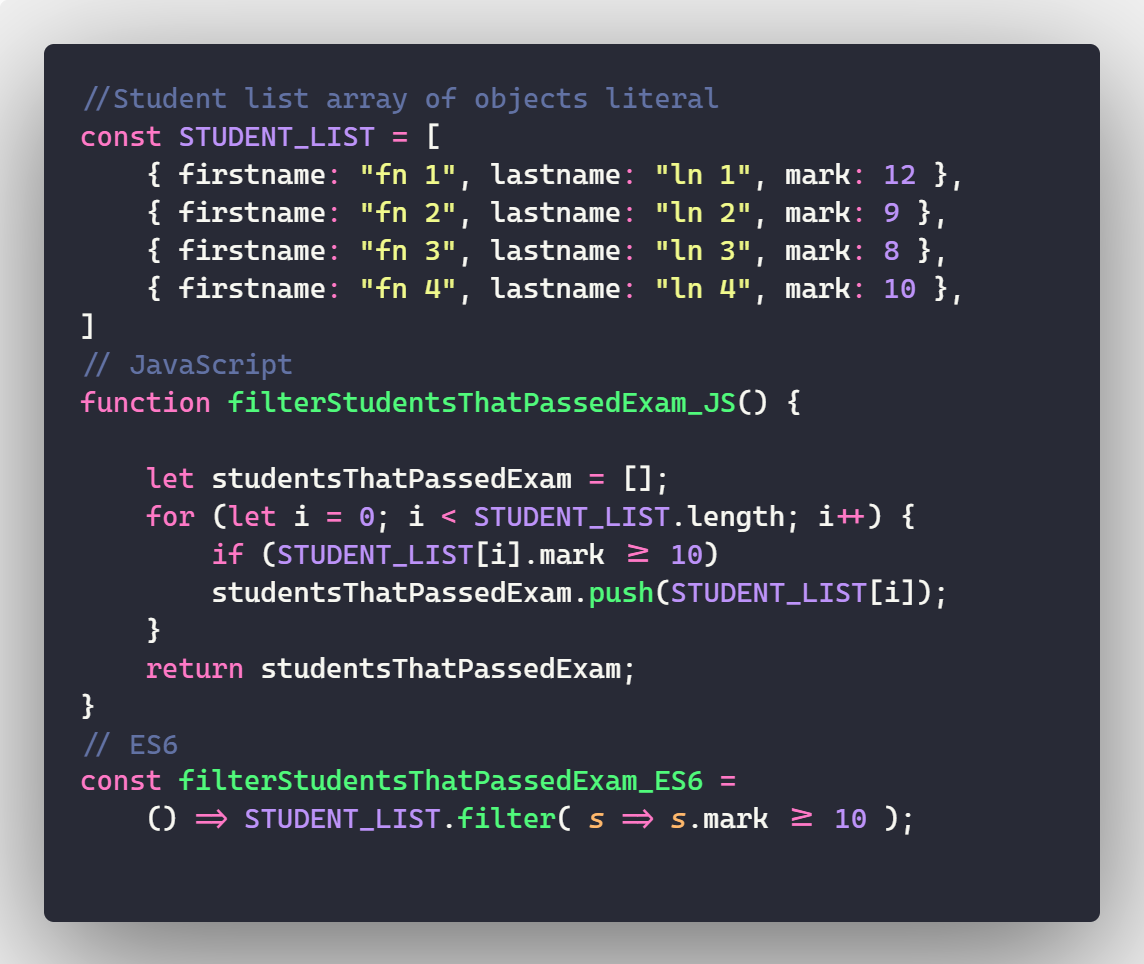 //Student list array of objects literal
const STUDENT_LIST = [
    { firstname: "fn 1", lastname: "ln 1", mark: 12 },
    { firstname: "fn 2", lastname: "ln 2", mark: 9 },
    { firstname: "fn 3", lastname: "ln 3", mark: 8 },
    { firstname: "fn 4", lastname: "ln 4", mark: 10 },
]
// JavaScript
function filterStudentsThatPassedExam_JS() {

    let studentsThatPassedExam = [];
    for (let i = 0; i < STUDENT_LIST.length; i++) {
        if (STUDENT_LIST[i].mark >= 10)
        studentsThatPassedExam.push(STUDENT_LIST[i]);
    }
    return studentsThatPassedExam;
}
// ES6
const filterStudentsThatPassedExam_ES6 =
    () => STUDENT_LIST.filter( s => s.mark >= 10 );